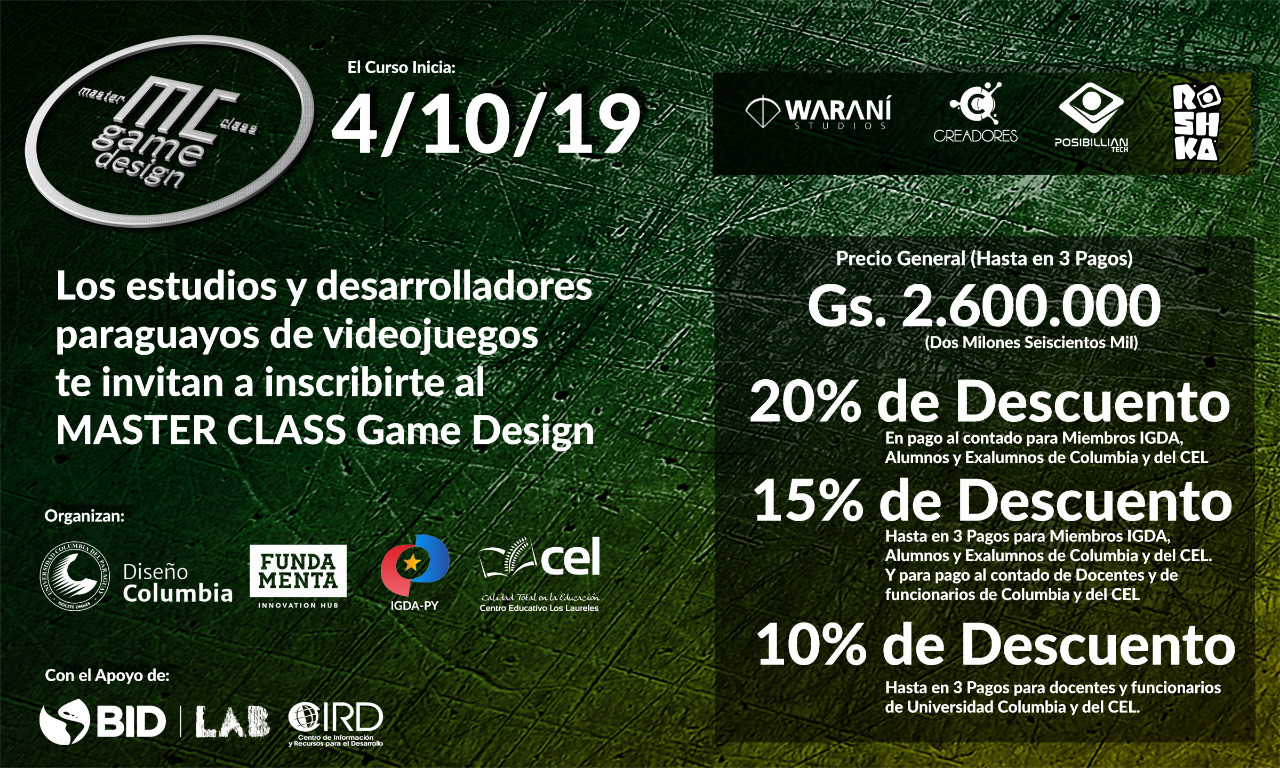 master MC class
game
design
El Curso Inicia:
4/10/19
WARANÍ
STUDIOS
CREADORES
POSIBILLIAN
TECH
ROSHKA
Los estudios y desarrolladores
paraguayos de videojuegos
te invitan a inscribirte al
MASTER CLASS Game Design
Organizan:
UNIVERSIDAD COLUMBIA DEL PARAGUAY
Diseño
Columbia
FUNDA
MENTA
INNOVATION HUB
IGDA-PY
cel
Calidad Total en la Educación
Centro Educativo Los Laureles
Con el Apoyo de:
BID | LAB
CIRD
Centro de Información
y Recursos para el Desarrollo
Precio General (Hasta en 3 Pagos)
Gs. 2.600.000
(Dos Milones Seiscientos Mil)
20% de Descuento
En pago al contado para Miembros IGDA,
Alumnos y Exalumnos de Columbia y del CEL
15% de Descuento
Hasta en 3 Pagos para Miembros IGDA,
Alumnos y Exalumnos de Columbia y del CEL.
Y para pago al contado de Docentes y de
funcionarios de Columbia y del CEL
10% de Descuento
Hasta en 3 Pagos para docentes y funcionarios
de Universidad Columbia y del CEL.